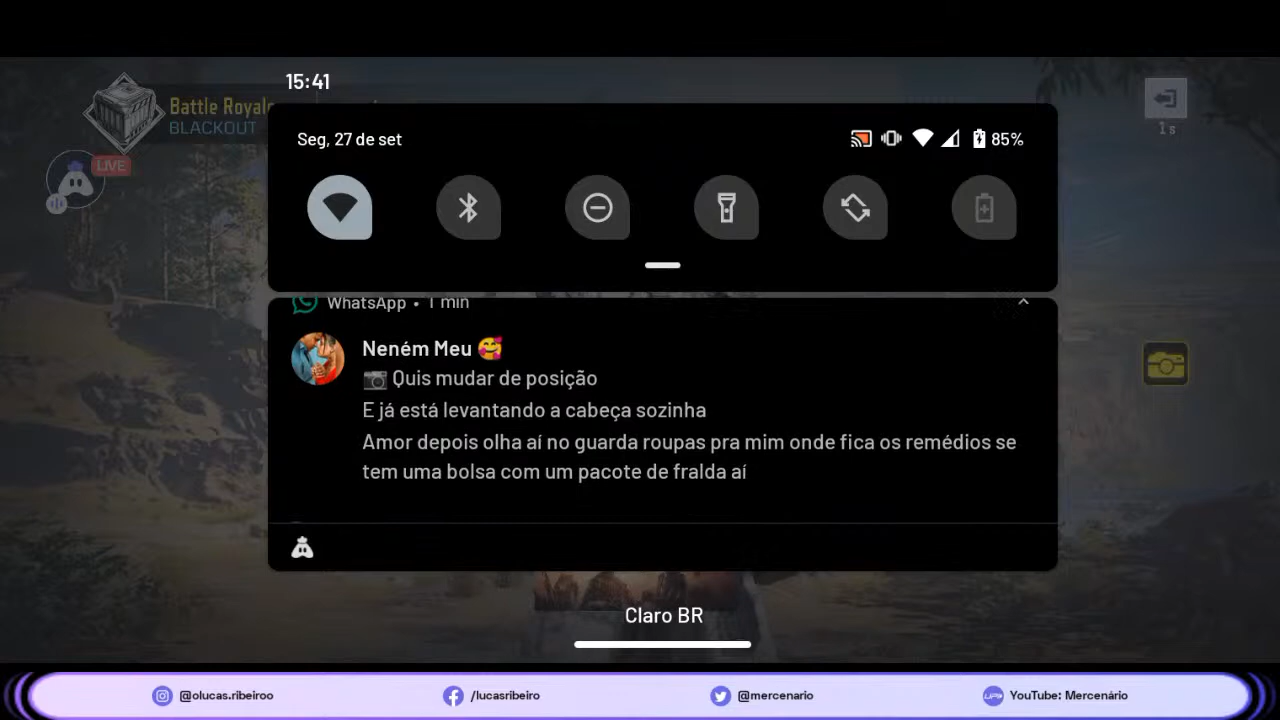 15:41
Battle Royale
BLACKOUT
LIVE
1 s
Seg, 27 de set
85%
WhatsApp • 1 min
Neném Meu 🥰
📷 Quis mudar de posição
E já está levantando a cabeça sozinha
Amor depois olha aí no guarda roupas pra mim onde fica os remédios se
tem uma bolsa com um pacote de fralda aí
Claro BR
@olucas.ribeiroo
/lucasribeiro
@mercenario
YouTube: Mercenário